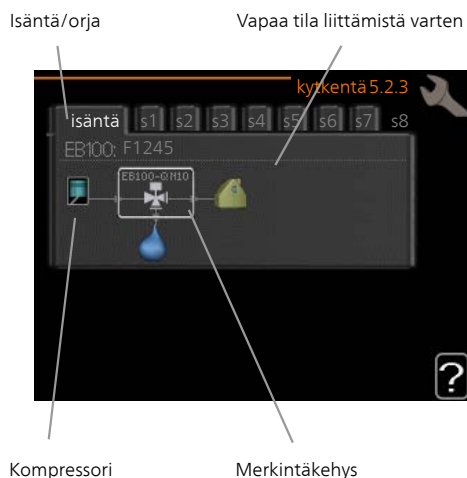 Isäntä/orja Vapaa tila liittämistä varten
kytkentä 5.2.3
isäntä s1 s2 s3 s4 s5 s6 s7 s8
EB100: F1245
EB100-QN10
?
Kompressori Merkintäkehys